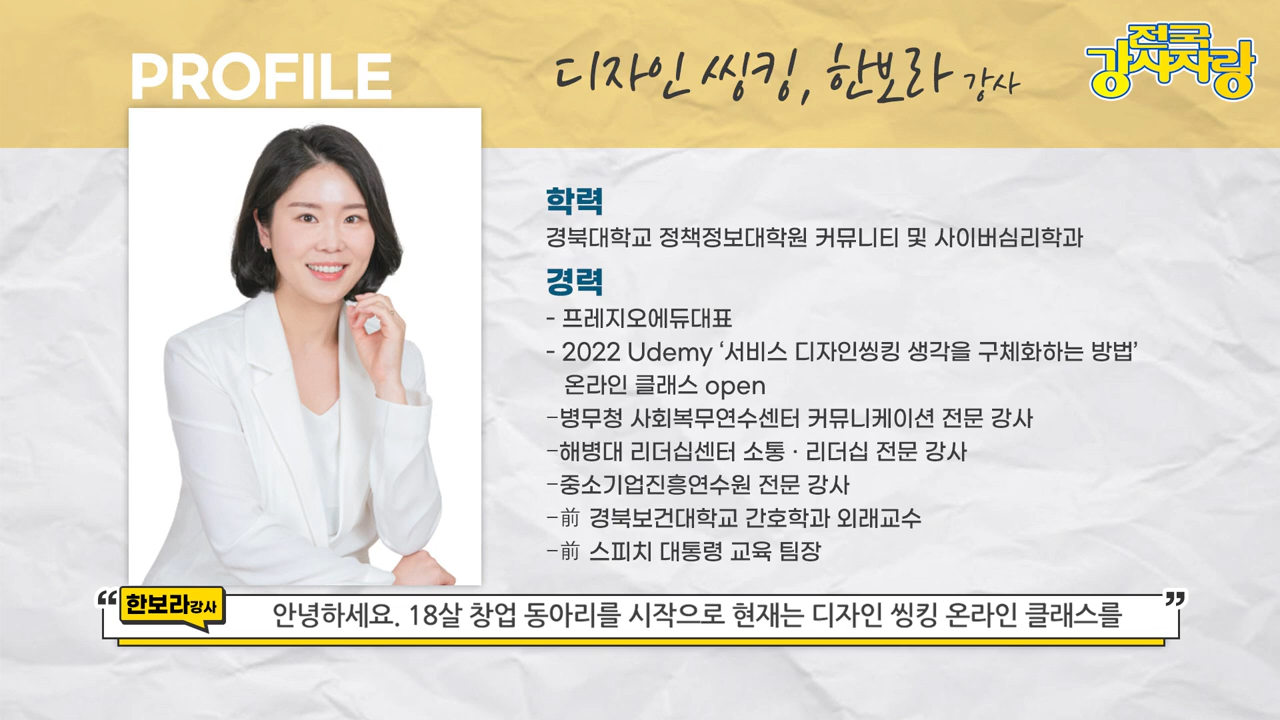 PROFILE
디자인 씽킹, 한보라 강사
전국
강사자랑
학력
경북대학교 정책정보대학원 커뮤니티 및 사이버심리학과
경력
- 프레지오에듀대표
- 2022 Udemy ‘서비스 디자인씽킹 생각을 구체화하는 방법’
온라인 클래스 open
-병무청 사회복무연수센터 커뮤니케이션 전문 강사
-해병대 리더십센터 소통 · 리더십 전문 강사
-중소기업진흥연수원 전문 강사
-前 경북보건대학교 간호학과 외래교수
-前 스피치 대통령 교육 팀장
“ 한보라강사 안녕하세요. 18살 창업 동아리를 시작으로 현재는 디자인 씽킹 온라인 클래스를 ”